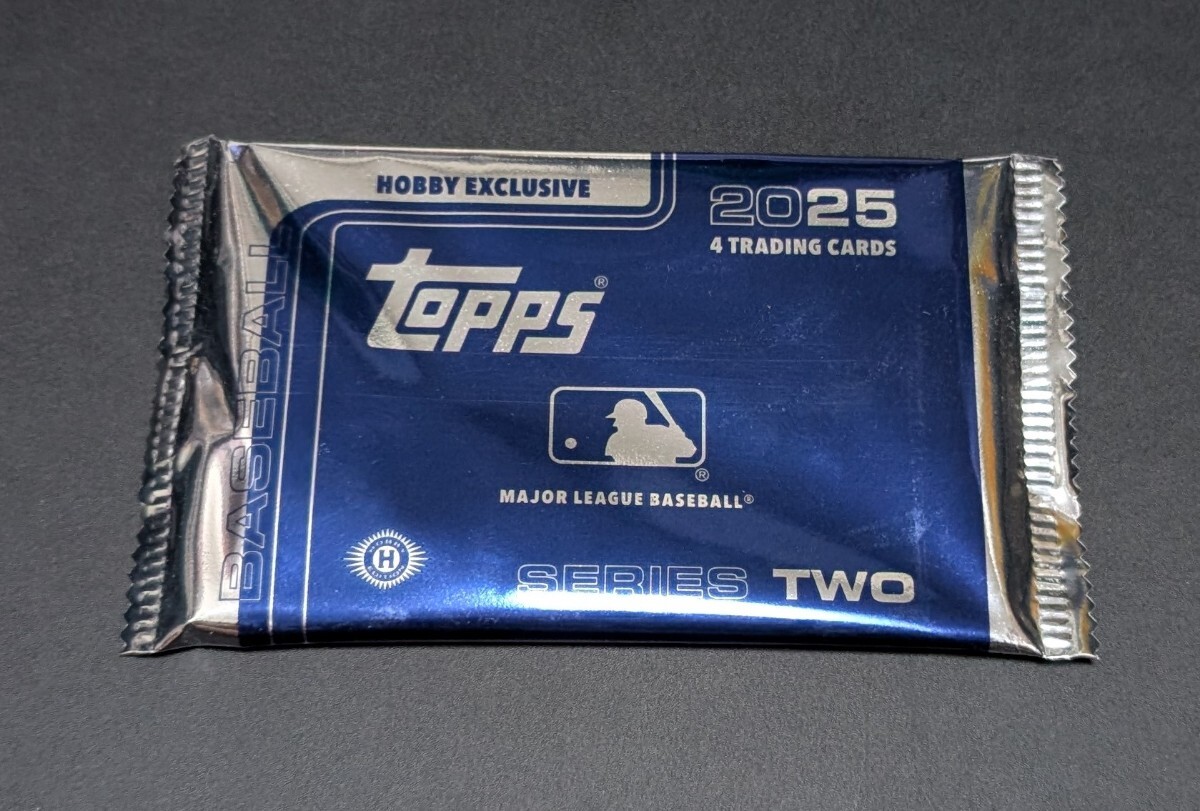 HOBBY EXCLUSIVE
2025
4 TRADING CARDS
topps®
BASEBALL
MAJOR LEAGUE BASEBALL®
H
SERIES TWO